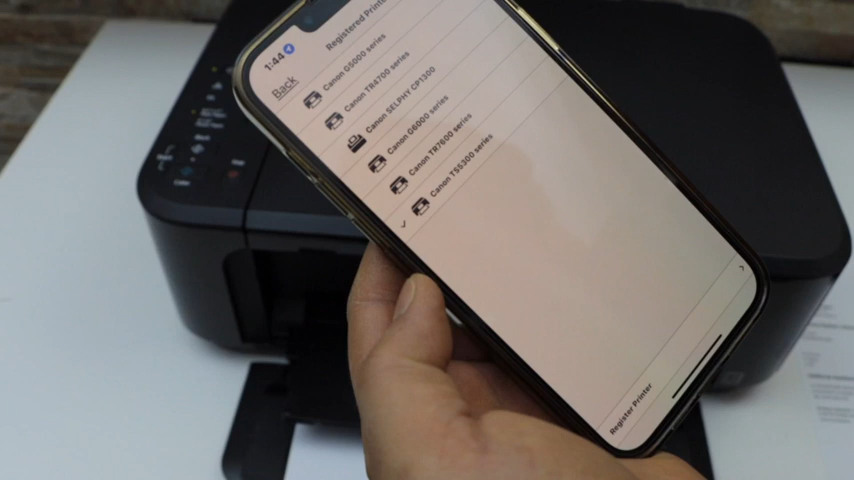 1:44
Registered Printer
Back
Canon G5000 series
Canon TR4700 series
Canon SELPHY CP1300
Canon G6000 series
Canon TR7600 series
Canon TS5300 series
Register Printer